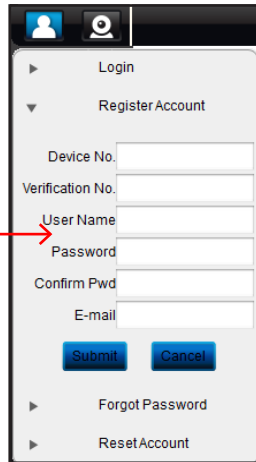 Login
Register Account
Device No.
Verification No.
User Name
Password
Confirm Pwd
E-mail
Submit Cancel
Forgot Password
Reset Account